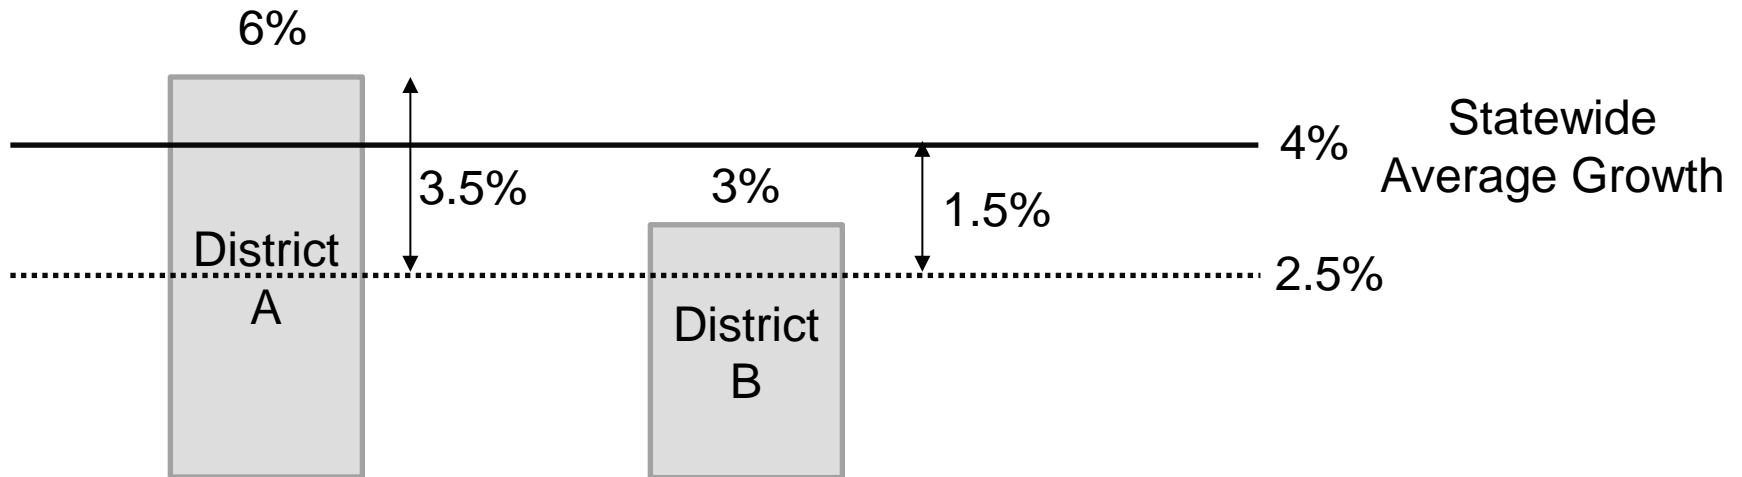 6%
Statewide
Average Growth
4%
3.5%
3%
1.5%
District
A
2.5%
District
B